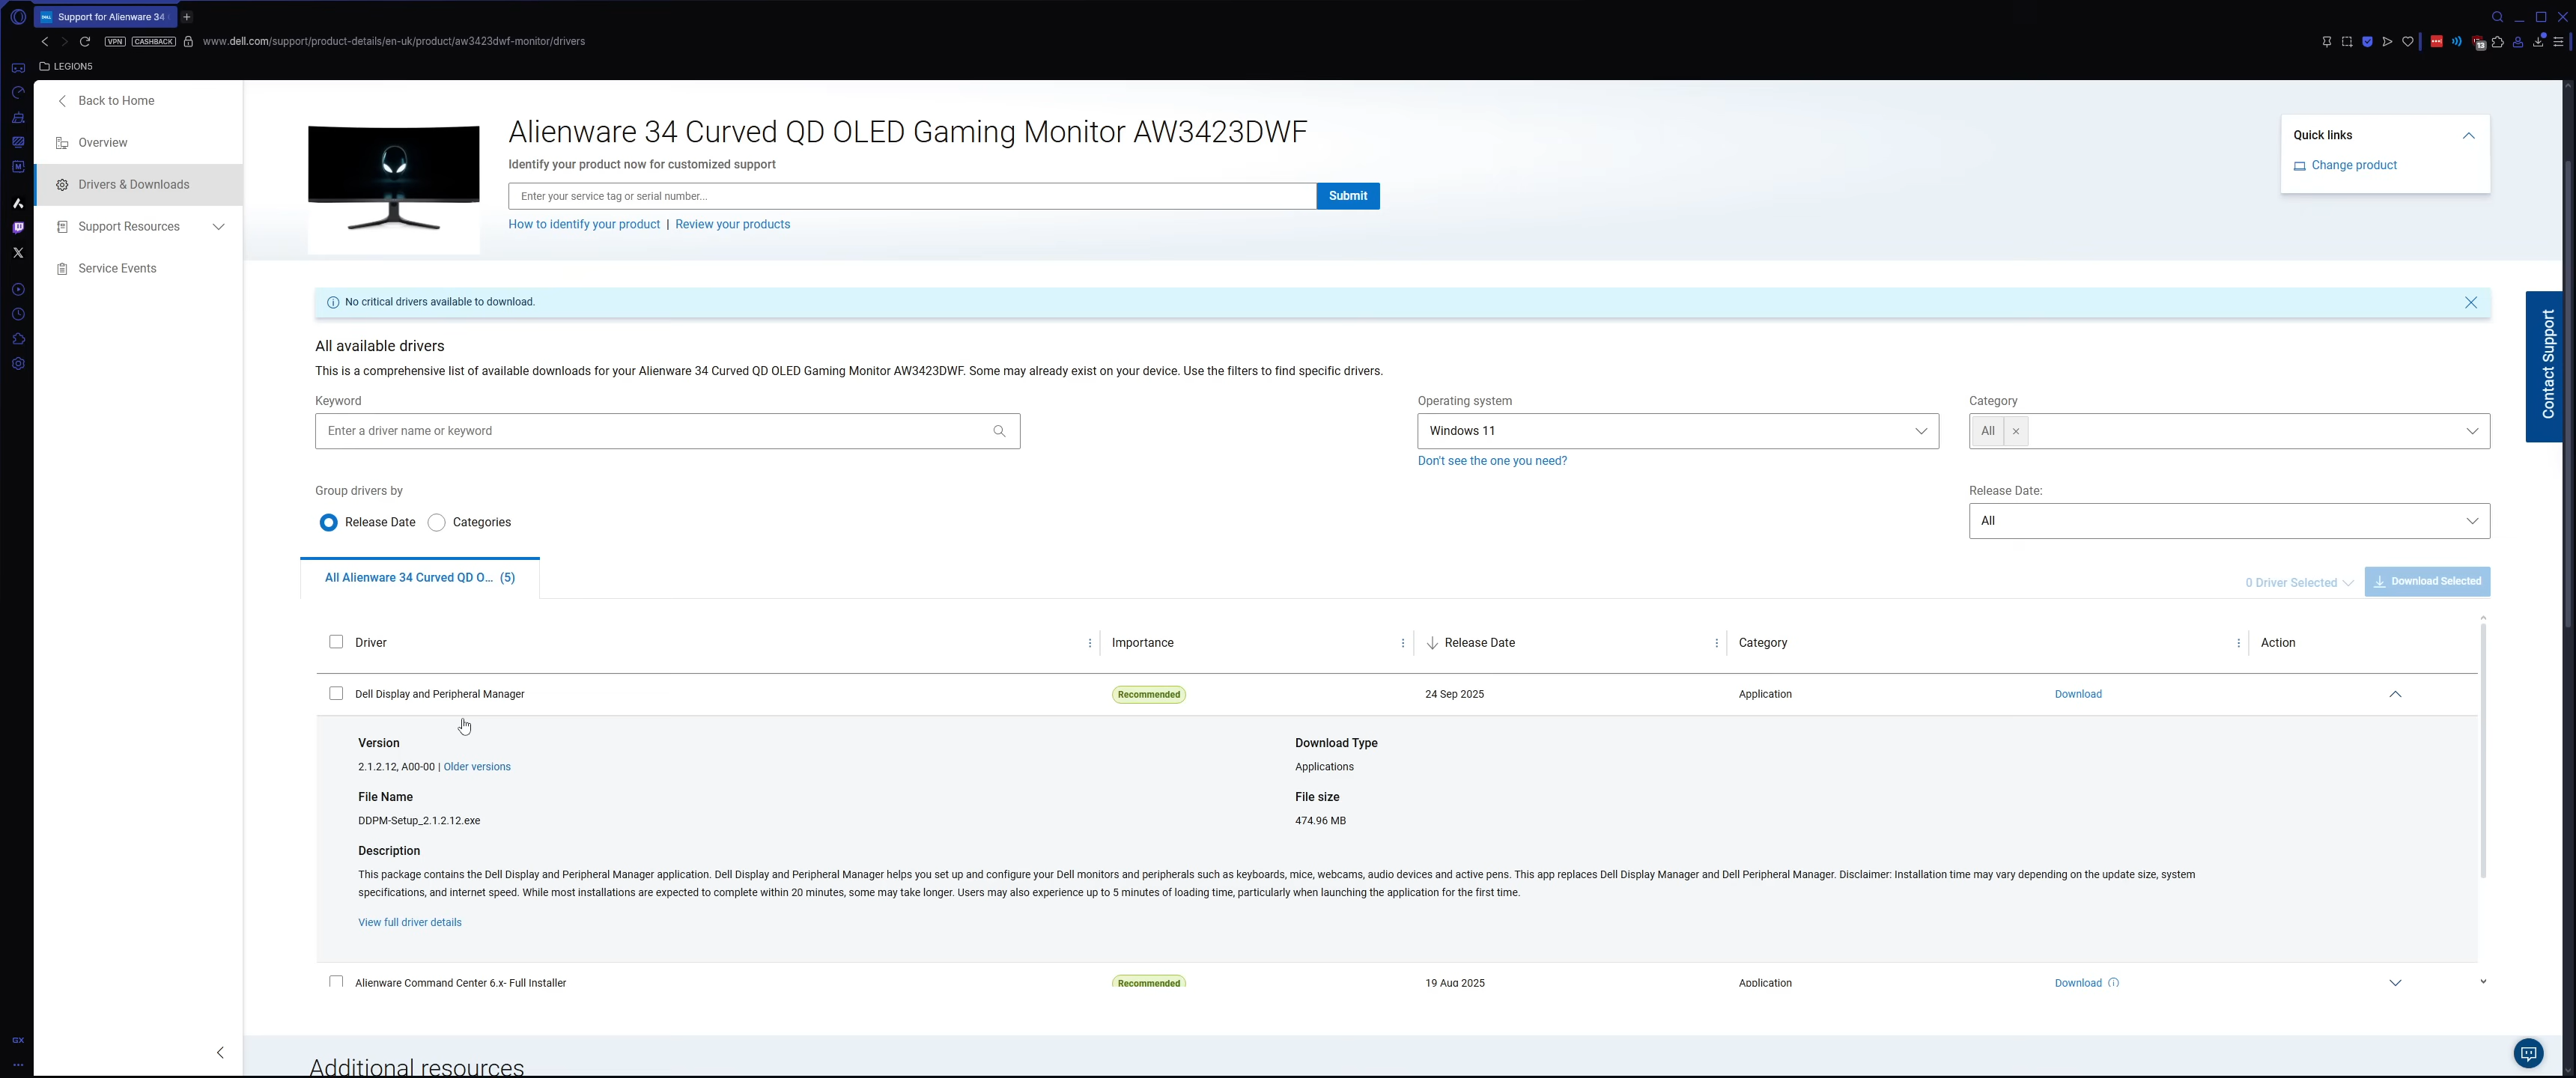 Support for Alienware 34
VPN CASHBACK www.dell.com/support/product-details/en-uk/product/aw3423dwf-monitor/drivers
13
LEGION5
Back to Home
Overview
Drivers & Downloads
Support Resources
Service Events
GX
Alienware 34 Curved QD OLED Gaming Monitor AW3423DWF
Identify your product now for customized support
Enter your service tag or serial number...
Submit
How to identify your product | Review your products
Quick links
Change product
Contact Support
No critical drivers available to download.
All available drivers
This is a comprehensive list of available downloads for your Alienware 34 Curved QD OLED Gaming Monitor AW3423DWF. Some may already exist on your device. Use the filters to find specific drivers.
Keyword
Enter a driver name or keyword
Operating system
Windows 11
Don't see the one you need?
Category
All ×
Group drivers by
Release Date Categories
Release Date:
All
All Alienware 34 Curved QD O... (5)
0 Driver Selected Download Selected
Driver Importance Release Date Category Action
Dell Display and Peripheral Manager Recommended 24 Sep 2025 Application Download
Version
2.1.2.12, A00-00 | Older versions
Download Type
Applications
File Name
DDPM-Setup_2.1.2.12.exe
File size
474.96 MB
Description
This package contains the Dell Display and Peripheral Manager application. Dell Display and Peripheral Manager helps you set up and configure your Dell monitors and peripherals such as keyboards, mice, webcams, audio devices and active pens. This app replaces Dell Display Manager and Dell Peripheral Manager. Disclaimer: Installation time may vary depending on the update size, system
specifications, and internet speed. While most installations are expected to complete within 20 minutes, some may take longer. Users may also experience up to 5 minutes of loading time, particularly when launching the application for the first time.
View full driver details
Alienware Command Center 6.x- Full Installer Recommended 19 Aug 2025 Application Download
Additional resources